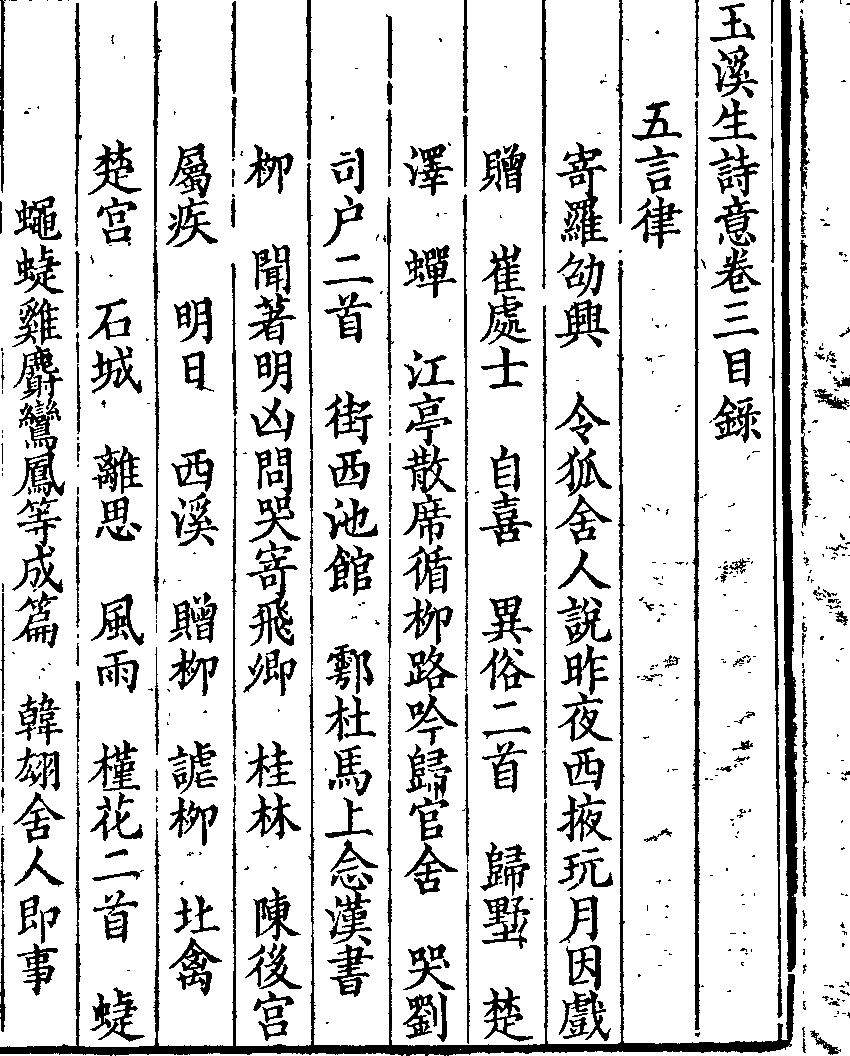 玉溪生詩意卷三目錄
五言律
寄羅劭興　令狐舍人說昨夜西掖玩月因戲
贈　崔處士　自喜　異俗二首　歸墅　楚
澤　蟬　江亭散席循柳路吟歸官舍　哭劉
司户二首　街西池館　鄠杜馬上念漢書
柳　聞著明凶問哭寄飛卿　桂林　陳後宮
屬疾　明日　西溪　贈柳　謔柳　北禽
楚宮　石城　離思　風雨　槿花二首　蜨
蠅蜨雞麝鸞鳳等成篇　韓翃舍人即事